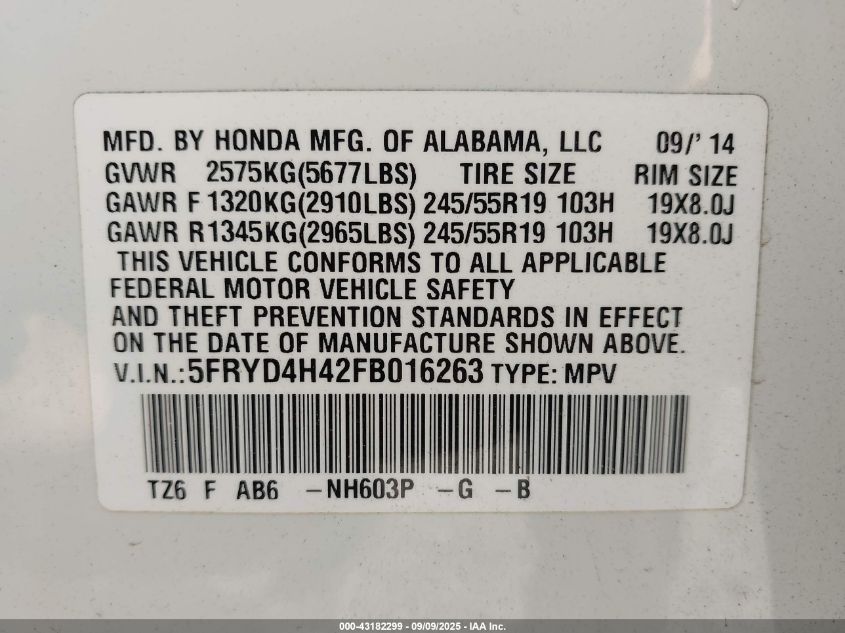 MFD. BY HONDA MFG. OF ALABAMA, LLC 09/' 14
GVWR 2575KG(5677LBS) TIRE SIZE RIM SIZE
GAWR F 1320KG(2910LBS) 245/55R19 103H 19X8.0J
GAWR R 1345KG(2965LBS) 245/55R19 103H 19X8.0J
THIS VEHICLE CONFORMS TO ALL APPLICABLE
FEDERAL MOTOR VEHICLE SAFETY
AND THEFT PREVENTION STANDARDS IN EFFECT
ON THE DATE OF MANUFACTURE SHOWN ABOVE.
V.I.N.: 5FRYD4H42FB016263 TYPE: MPV
TZ6 F AB6 -NH603P -G -B
000-43182299 - 09/09/2025 - IAA Inc.